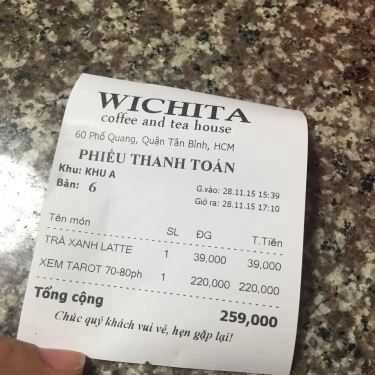 WICHITA
coffee and tea house
60 Phổ Quang, Quận Tân Bình, HCM
PHIẾU THANH TOÁN
Khu: KHU A
Bàn: 6
G.vào: 28.11.15 15:39
Giờ ra: 28.11.15 17:10
Tên món SL ĐG T.Tiền
TRÀ XANH LATTE 1 39,000 39,000
XEM TAROT 70-80ph 1 220,000 220,000
Tổng cộng 259,000
Chúc quý khách vui vẻ, hẹn gặp lại!